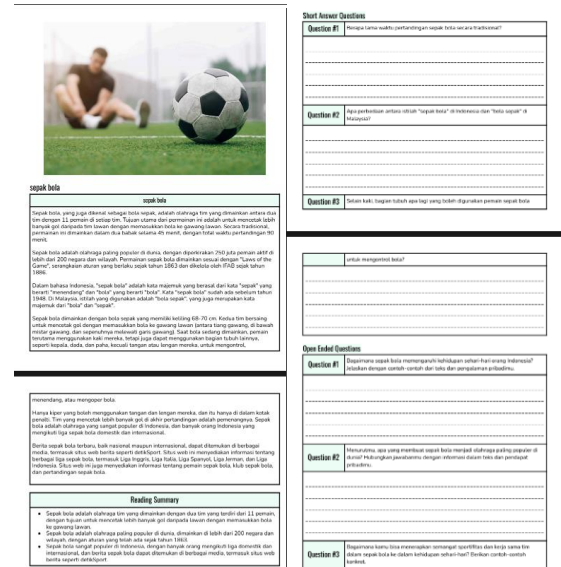 sepak bola
sepak bola
Sepak bola, yang juga dikenal sebagai bola sepak, adalah olahraga tim yang dimainkan antara dua
tim dengan 11 pemain di setiap tim. Tujuan utama dari permainan ini adalah untuk mencetak lebih
banyak gol daripada tim lawan dengan memasukkan bola ke gawang lawan. Secara tradisional,
permainan ini dimainkan dalam dua babak selama 45 menit, dengan total waktu pertandingan 90
menit.
Sepak bola adalah olahraga paling populer di dunia, dengan diperkirakan 250 juta pemain aktif di
lebih dari 200 negara dan wilayah. Permainan sepak bola dimainkan sesuai dengan "Laws of the
Game", serangkaian aturan yang berlaku sejak tahun 1863 dan dikelola oleh IFAB sejak tahun
1886.
Dalam bahasa Indonesia, "sepak bola" adalah kata majemuk yang berasal dari kata "sepak" yang
berarti "menendang" dan "bola" yang berarti "bola". Kata "sepak bola" sudah ada sebelum tahun
1948. Di Malaysia, istilah yang digunakan adalah "bola sepak", yang juga merupakan kata
majemuk dari "bola" dan "sepak".
Sepak bola dimainkan dengan bola sepak yang memiliki keliling 68-70 cm. Kedua tim bersaing
untuk mencetak gol dengan memasukkan bola ke gawang lawan (antara tiang gawang, di bawah
mistar gawang, dan sepenuhnya melewati garis gawang). Saat bola sedang dimainkan, pemain
terutama menggunakan kaki mereka, tetapi juga dapat menggunakan bagian tubuh lainnya,
seperti kepala, dada, dan paha, kecuali tangan atau lengan mereka, untuk mengontrol,
menendang, atau mengoper bola.
Hanya kiper yang boleh menggunakan tangan dan lengan mereka, dan itu hanya di dalam kotak
penalti. Tim yang mencetak lebih banyak gol di akhir pertandingan adalah pemenangnya. Sepak
bola adalah olahraga yang sangat populer di Indonesia, dan banyak orang Indonesia yang
mengikuti liga sepak bola domestik dan internasional.
Berita sepak bola terbaru, baik nasional maupun internasional, dapat ditemukan di berbagai
media, termasuk situs web berita seperti detikSport. Situs web ini menyediakan informasi tentang
berbagai liga sepak bola, termasuk Liga Inggris, Liga Italia, Liga Spanyol, Liga Jerman, dan Liga
Indonesia. Situs web ini juga menyediakan informasi tentang pemain sepak bola, klub sepak bola,
dan pertandingan sepak bola.
Reading Summary
Sepak bola adalah olahraga tim yang dimainkan dengan dua tim yang terdiri dari 11 pemain,
dengan tujuan untuk mencetak lebih banyak gol daripada lawan dengan memasukkan bola
ke gawang lawan.
Sepak bola adalah olahraga paling populer di dunia, dimainkan di lebih dari 200 negara dan
wilayah, dengan aturan yang telah ada sejak tahun 1863.
Sepak bola sangat populer di Indonesia, dengan banyak orang mengikuti liga domestik dan
internasional, dan berita sepak bola dapat ditemukan di berbagai media, termasuk situs web
berita seperti detikSport.
Short Answer Questions
Question #1 Berapa lama waktu pertandingan sepak bola secara tradisional?
Question #2 Apa perbedaan antara istilah "sepak bola" di Indonesia dan "bola sepak" di
Malaysia?
Question #3 Selain kaki, bagian tubuh apa lagi yang boleh digunakan pemain sepak bola
untuk mengontrol bola?
Open Ended Questions
Question #1 Bagaimana sepak bola memengaruhi kehidupan sehari-hari orang Indonesia?
Jelaskan dengan contoh-contoh dari teks dan pengalaman pribadimu.
Question #2 Menurutmu, apa yang membuat sepak bola menjadi olahraga paling populer di
dunia? Hubungkan jawabanmu dengan informasi dalam teks dan pendapat
pribadimu.
Question #3 Bagaimana kamu bisa menerapkan semangat sportifitas dan kerja sama tim
dalam sepak bola ke dalam kehidupan sehari-hari? Berikan contoh-contoh
konkret.